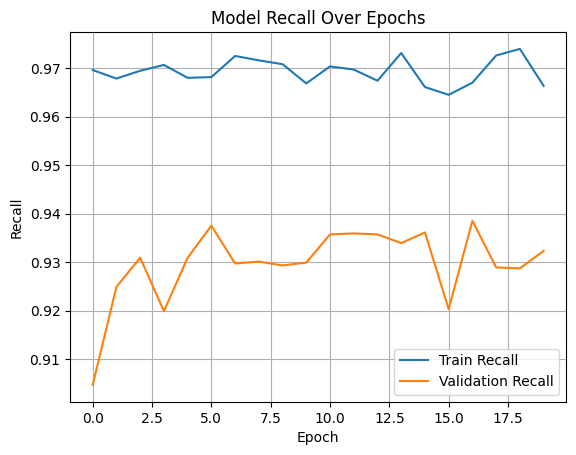 Model Recall Over Epochs
0.97
0.96
0.95
0.94
0.93
0.92
0.91
Recall
0.0 2.5 5.0 7.5 10.0 12.5 15.0 17.5
Epoch
Train Recall
Validation Recall